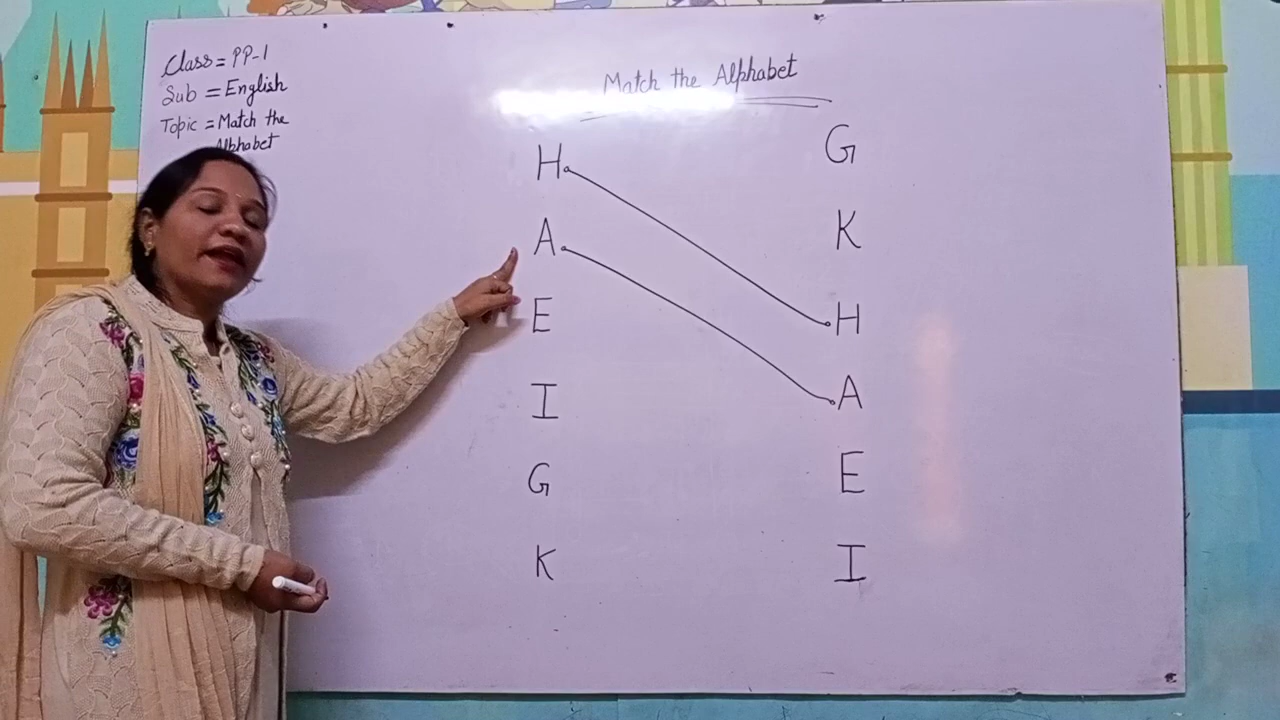 Class = PP-1
Sub = English
Topic = Match the
Alphabet
Match the Alphabet
H G
A K
E H
I A
G E
K I